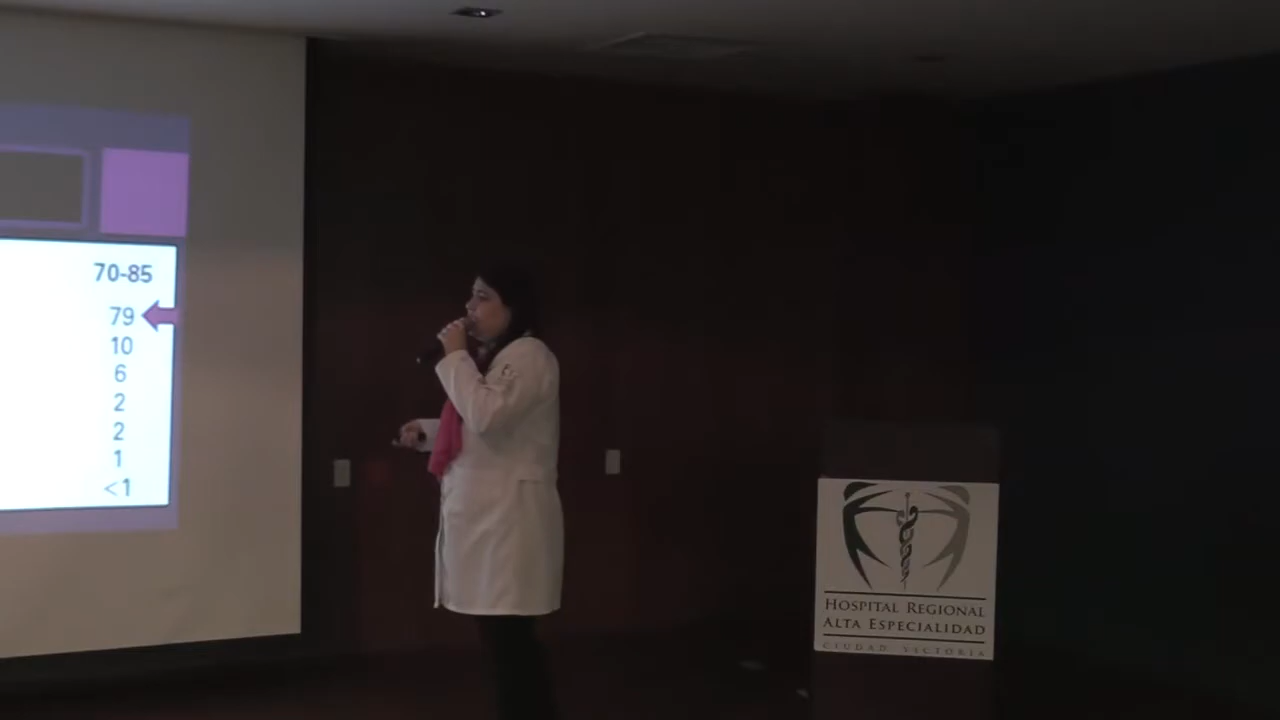 70-85
79
10
6
2
2
1
<1
HOSPITAL REGIONAL
ALTA ESPECIALIDAD
CIUDAD VICTORIA